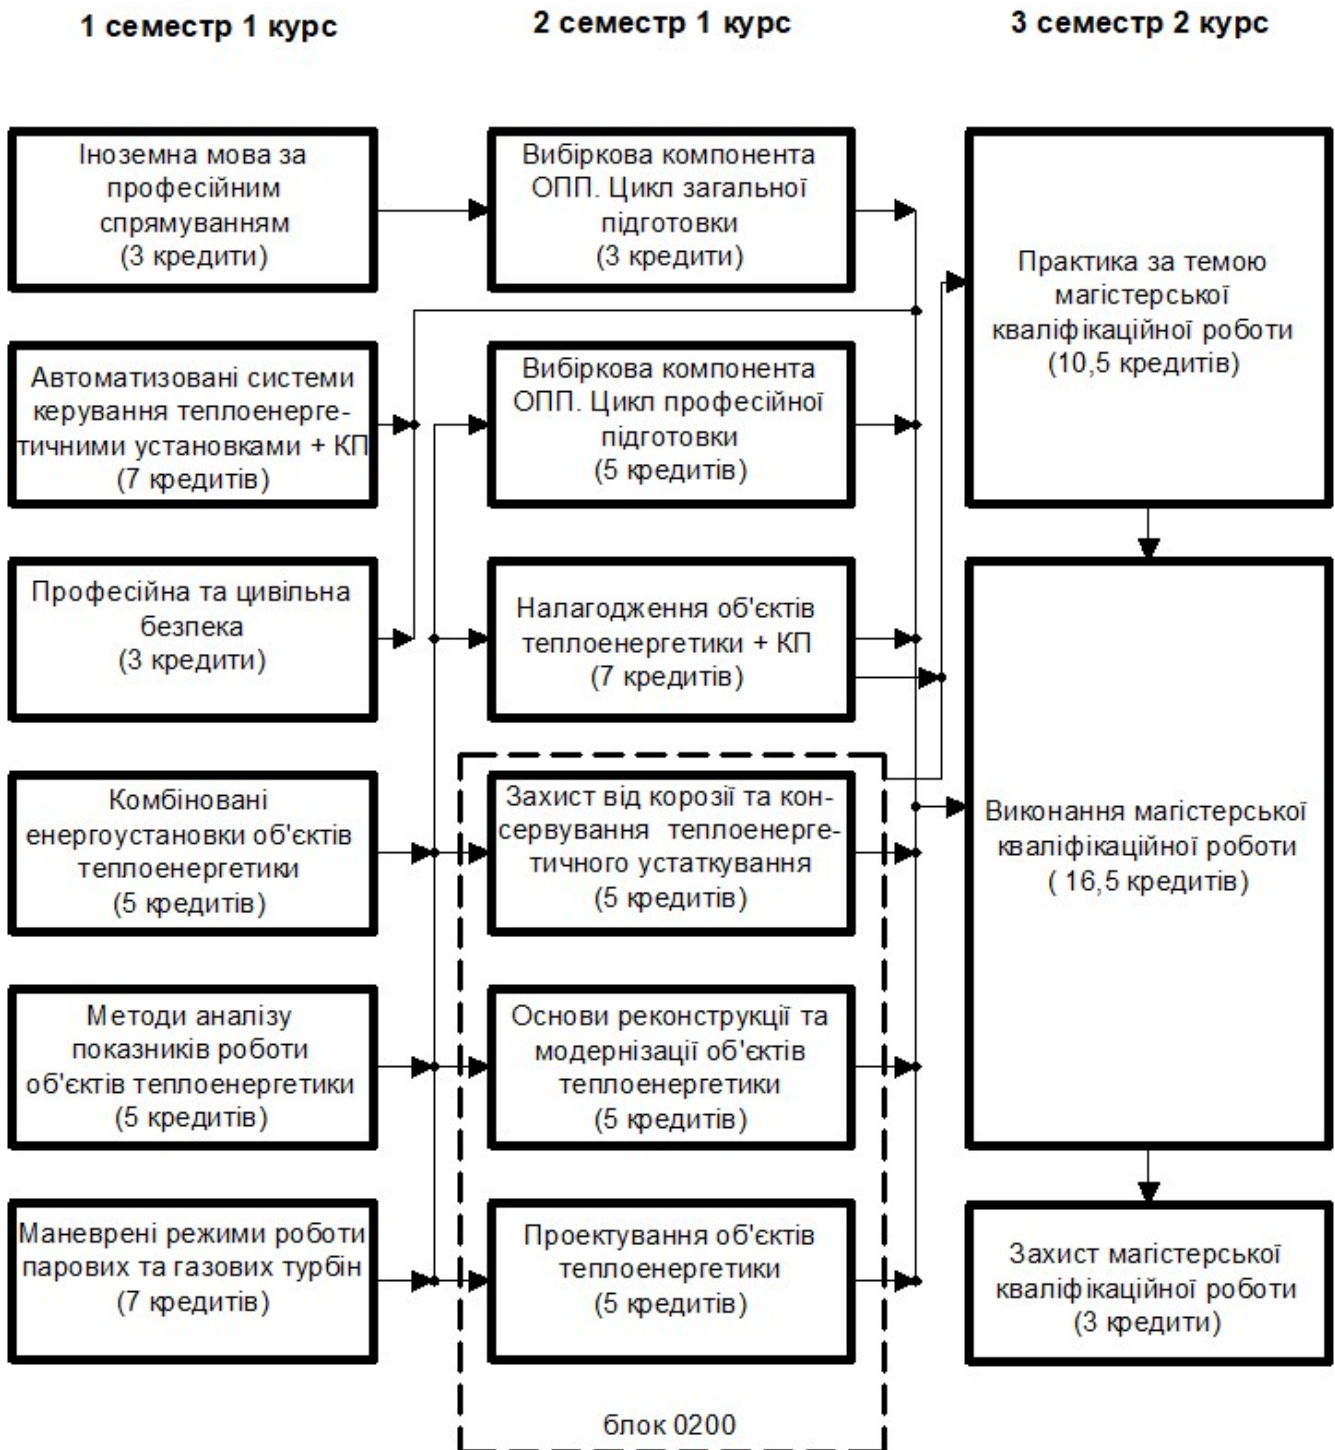 1 семестр 1 курс
2 семестр 1 курс
3 семестр 2 курс
Іноземна мова за
професійним
спрямуванням
(3 кредити)
Автоматизовані системи
керування теплоенерге-
тичними установками + КП
(7 кредитів)
Професійна та цивільна
безпека
(3 кредити)
Комбіновані
енергоустановки об'єктів
теплоенергетики
(5 кредитів)
Методи аналізу
показників роботи
об'єктів теплоенергетики
(5 кредитів)
Маневрені режими роботи
парових та газових турбін
(7 кредитів)
Вибіркова компонента
ОПП. Цикл загальної
підготовки
(3 кредити)
Вибіркова компонента
ОПП. Цикл професійної
підготовки
(5 кредитів)
Налагодження об'єктів
теплоенергетики + КП
(7 кредитів)
Захист від корозії та кон-
сервування теплоенерге-
тичного устаткування
(5 кредитів)
Основи реконструкції та
модернізації об'єктів
теплоенергетики
(5 кредитів)
Проектування об'єктів
теплоенергетики
(5 кредитів)
блок 0200
Практика за темою
магістерської
кваліфікаційної роботи
(10,5 кредитів)
Виконання магістерської
кваліфікаційної роботи
( 16,5 кредитів)
Захист магістерської
кваліфікаційної роботи
(3 кредити)